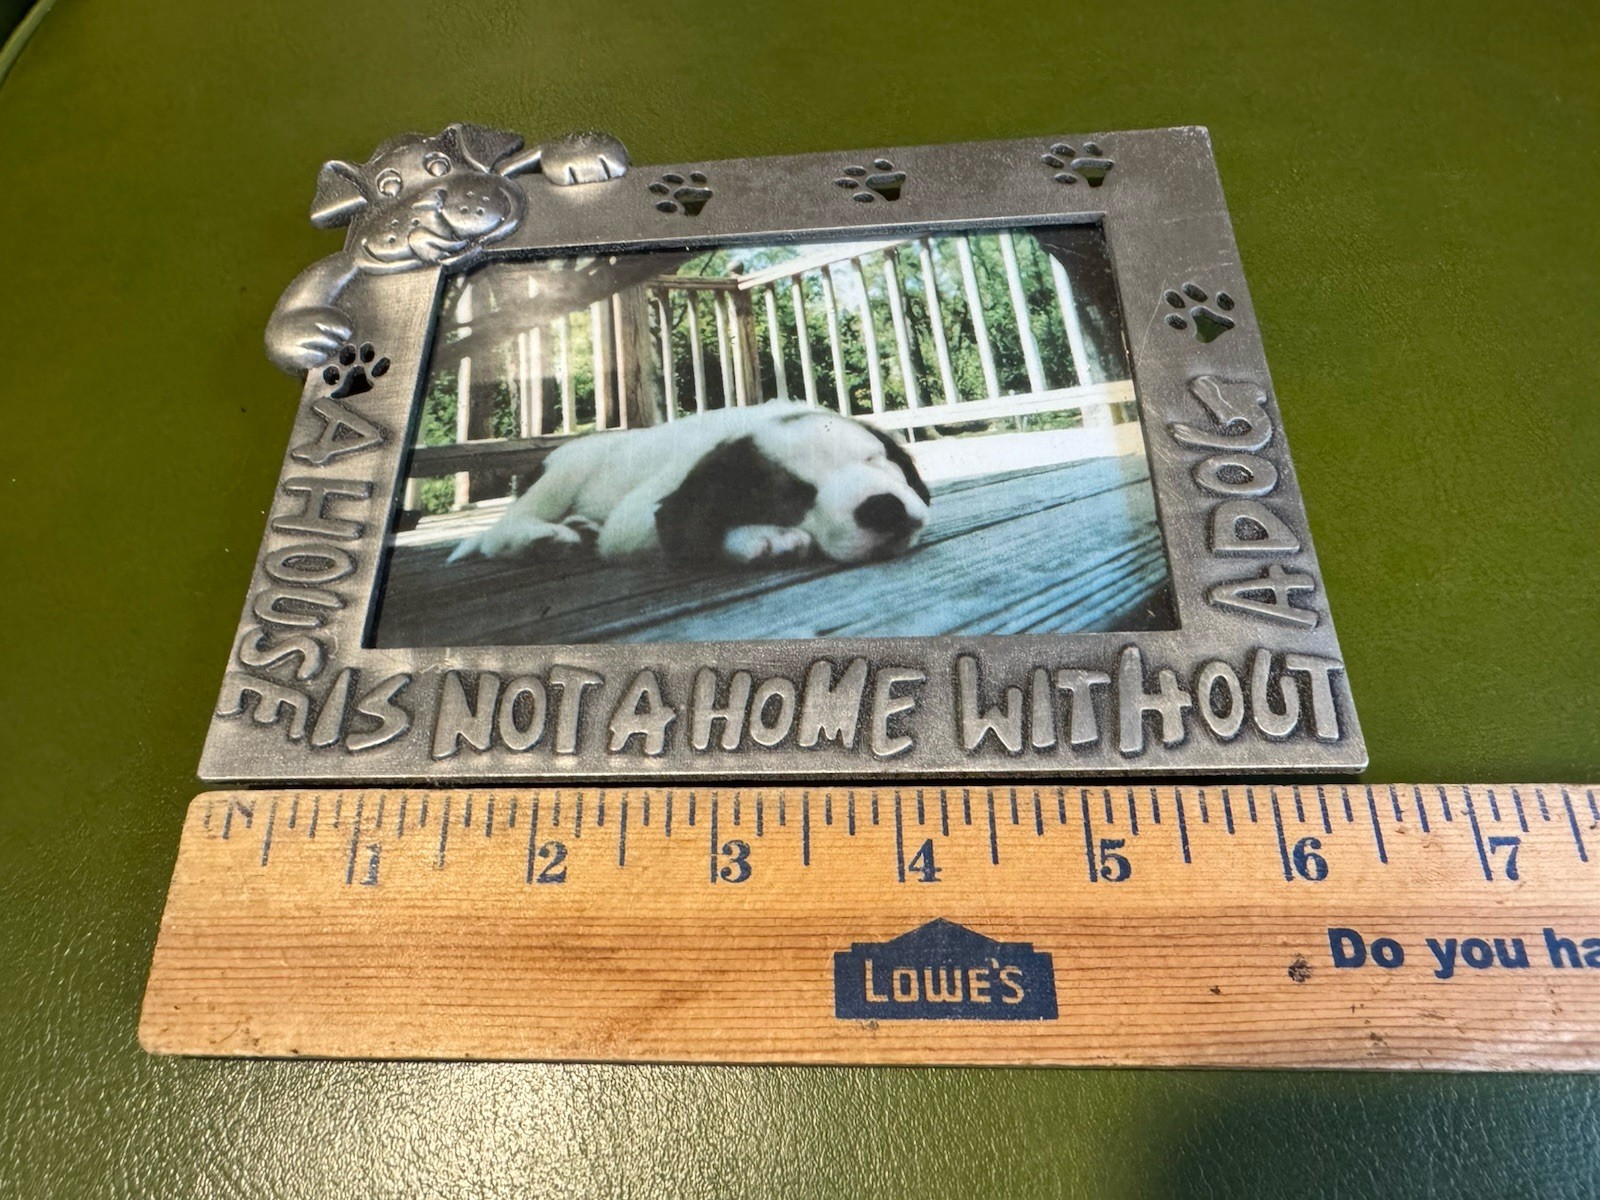 A HOUSE
IS NOT A HOME WITHOUT
A DOG
1 2 3 4 5 6 7
LOWE'S
Do you ha